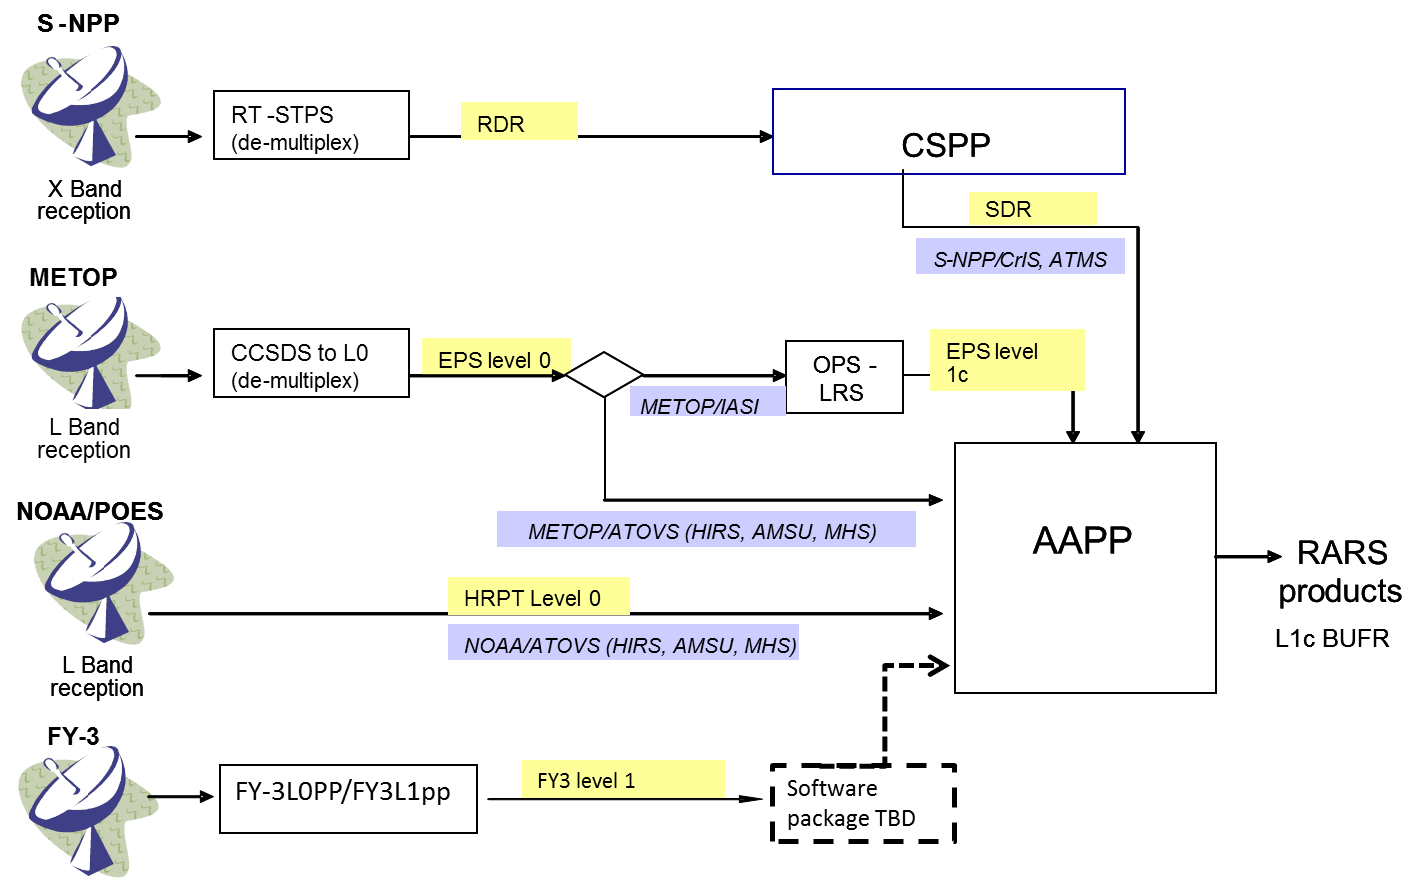 S -NPP
RT -STPS
(de-multiplex)
RDR
CSPP
X Band
reception
SDR
S-NPP/CrIS, ATMS
METOP
CCSDS to L0
(de-multiplex)
EPS level 0
METOP/IASI
OPS -
LRS
EPS level
1c
L Band
reception
NOAA/POES
METOP/ATOVS (HIRS, AMSU, MHS)
AAPP
RARS
products
L1c BUFR
HRPT Level 0
NOAA/ATOVS (HIRS, AMSU, MHS)
L Band
reception
FY-3
FY-3L0PP/FY3L1pp
FY3 level 1
Software
package TBD